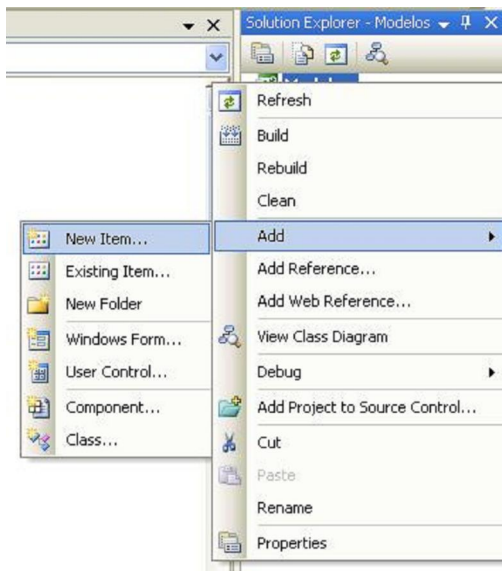 Solution Explorer - Modelos
Refresh
Build
Rebuild
Clean
Add
Add Reference...
Add Web Reference...
View Class Diagram
Debug
Add Project to Source Control...
Cut
Paste
Rename
Properties
New Item...
Existing Item...
New Folder
Windows Form...
User Control...
Component...
Class...